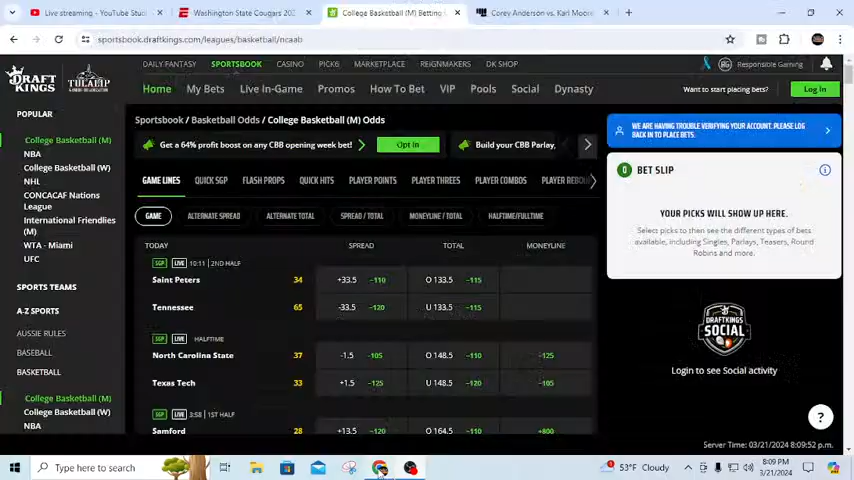 Live streaming - YouTube Studio
Washington State Cougars 202
College Basketball (M) Betting
Corey Anderson vs. Karl Moore
sportsbook.draftkings.com/leagues/basketball/ncaab
DRAFT KINGS
TULALIP
DAILY FANTASY SPORTSBOOK CASINO PICK6 MARKETPLACE REIGNMAKERS DK SHOP
RG Responsible Gaming
Home My Bets Live In-Game Promos How To Bet VIP Pools Social Dynasty
Want to start placing bets? Log In
POPULAR
College Basketball (M)
NBA
College Basketball (W)
NHL
CONCACAF Nations
League
International Friendlies
(M)
WTA - Miami
UFC
SPORTS TEAMS
A-Z SPORTS
AUSSIE RULES
BASEBALL
BASKETBALL
College Basketball (M)
College Basketball (W)
NBA
Sportsbook / Basketball Odds / College Basketball (M) Odds
Get a 64% profit boost on any CBB opening week bet! Opt In Build your CBB Parlay,
GAME LINES QUICK SGP FLASH PROPS QUICK HITS PLAYER POINTS PLAYER THREES PLAYER COMBOS PLAYER REBOU
GAME ALTERNATE SPREAD ALTERNATE TOTAL SPREAD / TOTAL MONEYLINE / TOTAL HALFTIME/FULLTIME
TODAY SPREAD TOTAL MONEYLINE
SGP LIVE 10:11 2ND HALF
Saint Peters 34 +33.5 -110 O 133.5 -115
Tennessee 65 -33.5 -120 U 133.5 -115
SGP LIVE HALFTIME
North Carolina State 37 -1.5 -105 O 148.5 -110 -125
Texas Tech 33 +1.5 -125 U 148.5 -120 -105
SGP LIVE 3:58 1ST HALF
Samford 28 +13.5 -120 O 164.5 -110 +800
WE ARE HAVING TROUBLE VERIFYING YOUR ACCOUNT. PLEASE LOG
BACK IN TO PLACE BETS.
0 BET SLIP
YOUR PICKS WILL SHOW UP HERE.
Select picks to then see the different types of bets
available, including Singles, Parlays, Teasers, Round
Robins and more.
DRAFTKINGS
SOCIAL
Login to see Social activity
?
Server Time: 03/21/2024 8:09:52 p.m.
Type here to search
53°F Cloudy
8:09 PM
3/21/2024